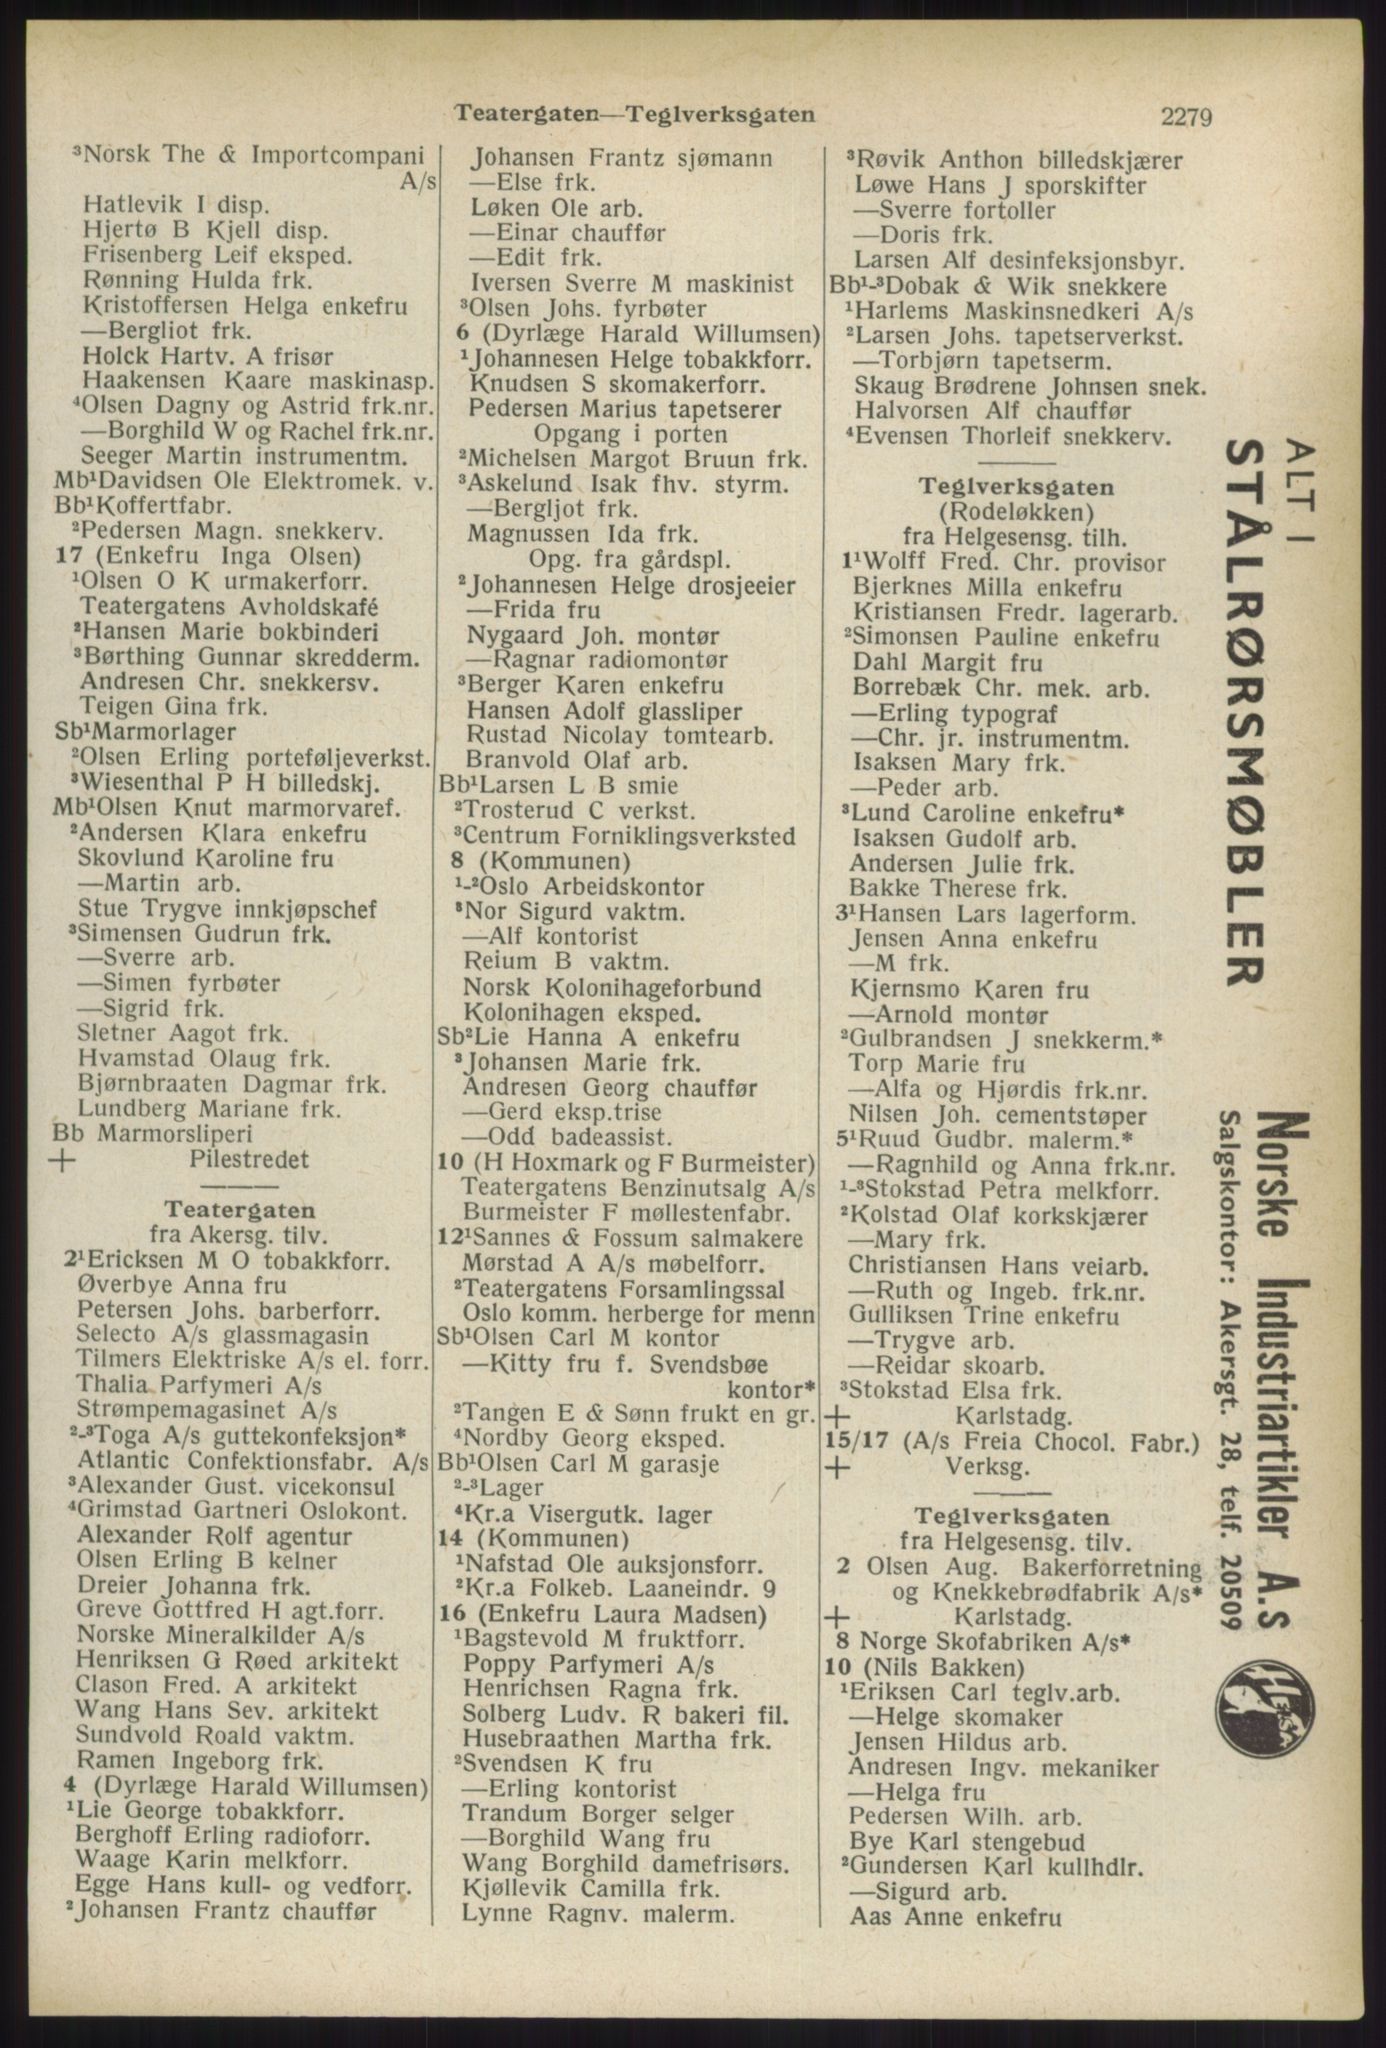 Teatergaten—Teglverksgaten
2279
³Norsk The & Importcompani
A/s
Hatlevik I disp.
Hjertø B Kjell disp.
Frisenberg Leif eksped.
Rønning Hulda frk.
Kristoffersen Helga enkefru
—Bergliot frk.
Holck Hartv. A frisør
Haakensen Kaare maskinasp.
⁴Olsen Dagny og Astrid frk.nr.
—Borghild W og Rachel frk.nr.
Seeger Martin instrumentm.
Mb¹Davidsen Ole Elektromek. v.
Bb¹Koffertfabr.
²Pedersen Magn. snekkerv.
17 (Enkefru Inga Olsen)
¹Olsen O K urmakerforr.
Teatergatens Avholdskafé
²Hansen Marie bokbinderi
³Børthing Gunnar skredderm.
Andresen Chr. snekkersv.
Teigen Gina frk.
Sb¹Marmorlager
²Olsen Erling porteføljeverkst.
³Wiesenthal P H billedskj.
Mb¹Olsen Knut marmorvaref.
²Andersen Klara enkefru
Skovlund Karoline fru
—Martin arb.
Stue Trygve innkjøpschef
³Simensen Gudrun frk.
—Sverre arb.
—Simen fyrbøter
—Sigrid frk.
Sletner Aagot frk.
Hvamstad Olaug frk.
Bjørnbraaten Dagmar frk.
Lundberg Mariane frk.
Bb Marmorsliperi
+ Pilestredet
Teatergaten
fra Akersg. tilv.
2¹Ericksen M O tobakkforr.
Øverbye Anna fru
Petersen Johs. barberforr.
Selecto A/s glassmagasin
Tilmers Elektriske A/s el. forr.
Thalia Parfymeri A/s
Strømpemagasinet A/s
²-³Toga A/s guttekonfeksjon*
Atlantic Confektionsfabr. A/s
³Alexander Gust. vicekonsul
⁴Grimstad Gartneri Oslokont.
Alexander Rolf agentur
Olsen Erling B kelner
Dreier Johanna frk.
Greve Gottfred H agt.forr.
Norske Mineralkilder A/s
Henriksen G Røed arkitekt
Clason Fred. A arkitekt
Wang Hans Sev. arkitekt
Sundvold Roald vaktm.
Ramen Ingeborg frk.
4 (Dyrlæge Harald Willumsen)
¹Lie George tobakkforr.
Berghoff Erling radioforr.
Waage Karin melkforr.
Egge Hans kull- og vedforr.
²Johansen Frantz chauffør
Johansen Frantz sjømann
—Else frk.
Løken Ole arb.
—Einar chauffør
—Edit frk.
Iversen Sverre M maskinist
³Olsen Johs. fyrbøter
6 (Dyrlæge Harald Willumsen)
¹Johannesen Helge tobakkforr.
Knudsen S skomakerforr.
Pedersen Marius tapetserer
Opgang i porten
²Michelsen Margot Bruun frk.
³Askelund Isak fhv. styrm.
—Bergljot frk.
Magnussen Ida frk.
Opg. fra gårdspl.
²Johannesen Helge drosjeeier
—Frida fru
Nygaard Joh. montør
—Ragnar radiomontør
³Berger Karen enkefru
Hansen Adolf glassliper
Rustad Nicolay tomtearb.
Branvold Olaf arb.
Bb¹Larsen L B smie
²Trosterud C verkst.
³Centrum Forniklingsverksted
8 (Kommunen)
¹-²Oslo Arbeidskontor
³Nor Sigurd vaktm.
—Alf kontorist
Reium B vaktm.
Norsk Kolonihageforbund
Kolonihagen eksped.
Sb²Lie Hanna A enkefru
³Johansen Marie frk.
Andresen Georg chauffør
—Gerd eksp.trise
—Odd badeassist.
10 (H Hoxmark og F Burmeister)
Teatergatens Benzinutsalg A/s
Burmeister F møllestenfabr.
12¹Sannes & Fossum salmakere
Mørstad A A/s møbelforr.
²Teatergatens Forsamlingssal
Oslo komm. herberge for menn
Sb¹Olsen Carl M kontor
—Kitty fru f. Svendsbøe
kontor*
²Tangen E & Sønn frukt en gr.
⁴Nordby Georg eksped.
Bb¹Olsen Carl M garasje
²-³Lager
⁴Kr.a Visergutk. lager
14 (Kommunen)
¹Nafstad Ole auksjonsforr.
²Kr.a Folkeb. Laaneindr. 9
16 (Enkefru Laura Madsen)
¹Bagstevold M fruktforr.
Poppy Parfymeri A/s
Henrichsen Ragna frk.
Solberg Ludv. R bakeri fil.
Husebraathen Martha frk.
²Svendsen K fru
—Erling kontorist
Trandum Borger selger
—Borghild Wang fru
Wang Borghild damefrisørs.
Kjøllevik Camilla frk.
Lynne Ragnv. malerm.
³Røvik Anthon billedskjærer
Løwe Hans J sporskifter
—Sverre fortoller
—Doris frk.
Larsen Alf desinfeksjonsbyr.
Bb¹-³Dobak & Wik snekkere
¹Harlems Maskinsnedkeri A/s
²Larsen Johs. tapetserverkst.
—Torbjørn tapetserm.
Skaug Brødrene Johnsen snek.
Halvorsen Alf chauffør
⁴Evensen Thorleif snekkerv.
Teglverksgaten
(Rodeløkken)
fra Helgesensg. tilh.
1¹Wolff Fred. Chr. provisor
Bjerknes Milla enkefru
Kristiansen Fredr. lagerarb.
²Simonsen Pauline enkefru
Dahl Margit fru
Borrebæk Chr. mek. arb.
—Erling typograf
—Chr. jr. instrumentm.
Isaksen Mary frk.
—Peder arb.
³Lund Caroline enkefru*
Isaksen Gudolf arb.
Andersen Julie frk.
Bakke Therese frk.
3¹Hansen Lars lagerform.
Jensen Anna enkefru
—M frk.
Kjernsmo Karen fru
—Arnold montør
²Gulbrandsen J snekkerm.*
Torp Marie fru
—Alfa og Hjørdis frk.nr.
Nilsen Joh. cementstøper
5¹Ruud Gudbr. malerm.*
—Ragnhild og Anna frk.nr.
¹-³Stokstad Petra melkforr.
²Kolstad Olaf korkskjærer
—Mary frk.
Christiansen Hans veiarb.
—Ruth og Ingeb. frk.nr.
Gulliksen Trine enkefru
—Trygve arb.
—Reidar skoarb.
³Stokstad Elsa frk.
+ Karlstadg.
15/17 (A/s Freia Chocol. Fabr.)
+ Verksg.
Teglverksgaten
fra Helgesensg. tilv.
2 Olsen Aug. Bakerforretning
og Knekkebrødfabrik A/s*
+ Karlstadg.
8 Norge Skofabriken A/s*
10 (Nils Bakken)
¹Eriksen Carl teglv.arb.
—Helge skomaker
Jensen Hildus arb.
Andresen Ingv. mekaniker
—Helga fru
Pedersen Wilh. arb.
Bye Karl stengebud
²Gundersen Karl kullhdlr.
—Sigurd arb.
Aas Anne enkefru
ALT I
STÅLRØRSMØBLER
NORSKE INDUSTRIARTIKLER A.S
Salgskontor: Akersgt. 28, telf. 20509